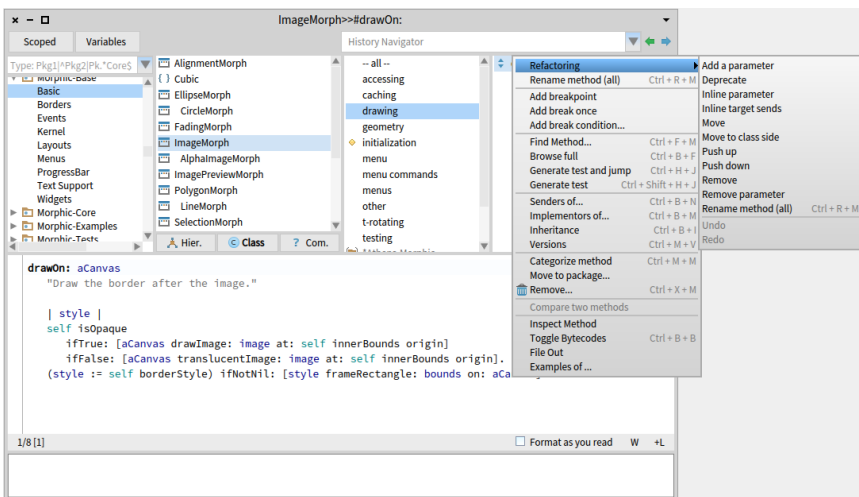 ImageMorph>>#drawOn:
Scoped
Variables
History Navigator
Type: Pkg1|^Pkg2|Pk.*Core$
Morphic-Base
Basic
Borders
Events
Kernel
Layouts
Menus
ProgressBar
Text Support
Widgets
Morphic-Core
Morphic-Examples
Morphic-Tests
AlignmentMorph
Cubic
EllipseMorph
CircleMorph
FadingMorph
ImageMorph
AlphaImageMorph
ImagePreviewMorph
PolygonMorph
LineMorph
SelectionMorph
Hier.
Class
? Com.
-- all --
accessing
caching
drawing
geometry
initialization
menu
menu commands
menus
other
t-rotating
testing
Refactoring
Rename method (all) Ctrl + R + M
Add breakpoint
Add break once
Add break condition...
Find Method... Ctrl + F + M
Browse full Ctrl + B + F
Generate test and jump Ctrl + H + J
Generate test Ctrl + Shift + H + J
Senders of... Ctrl + B + N
Implementors of... Ctrl + B + M
Inheritance Ctrl + B + I
Versions Ctrl + M + V
Categorize method Ctrl + M + M
Move to package...
Remove... Ctrl + X + M
Compare two methods
Inspect Method
Toggle Bytecodes Ctrl + B + B
File Out
Examples of ...
Add a parameter
Deprecate
Inline parameter
Inline target sends
Move
Move to class side
Push up
Push down
Remove
Remove parameter
Rename method (all) Ctrl + R + M
Undo
Redo
drawOn: aCanvas
"Draw the border after the image."
| style |
self isOpaque
ifTrue: [aCanvas drawImage: image at: self innerBounds origin]
ifFalse: [aCanvas translucentImage: image at: self innerBounds origin].
(style := self borderStyle) ifNotNil: [style frameRectangle: bounds on: aCa
1/8 [1]
Format as you read W +L